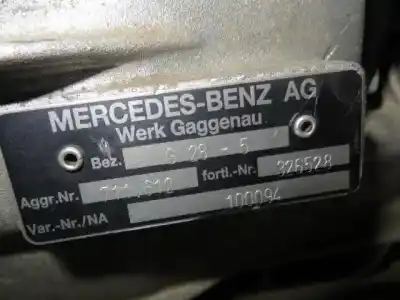 MERCEDES-BENZ AG
Werk Gaggenau
Bez. G 28 - 5
Aggr.Nr. fortl.-Nr. 326528
Var.-Nr./NA 100094